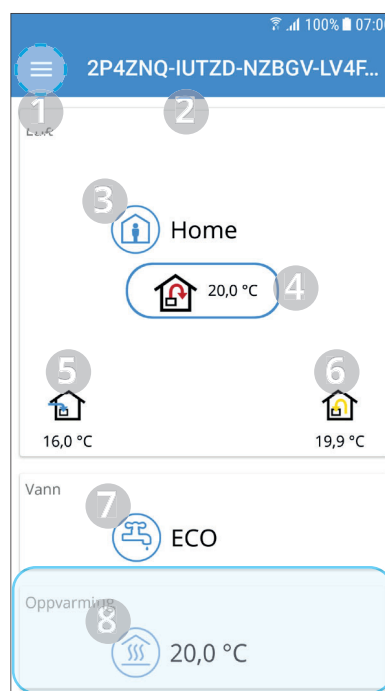 100% 07:00
2P4ZNQ-IUTZD-NZBGV-LV4F...
1
2
Luft
3
Home
20,0 °C
4
5
6
16,0 °C
19,9 °C
Vann
7
ECO
Oppvarming
8
20,0 °C